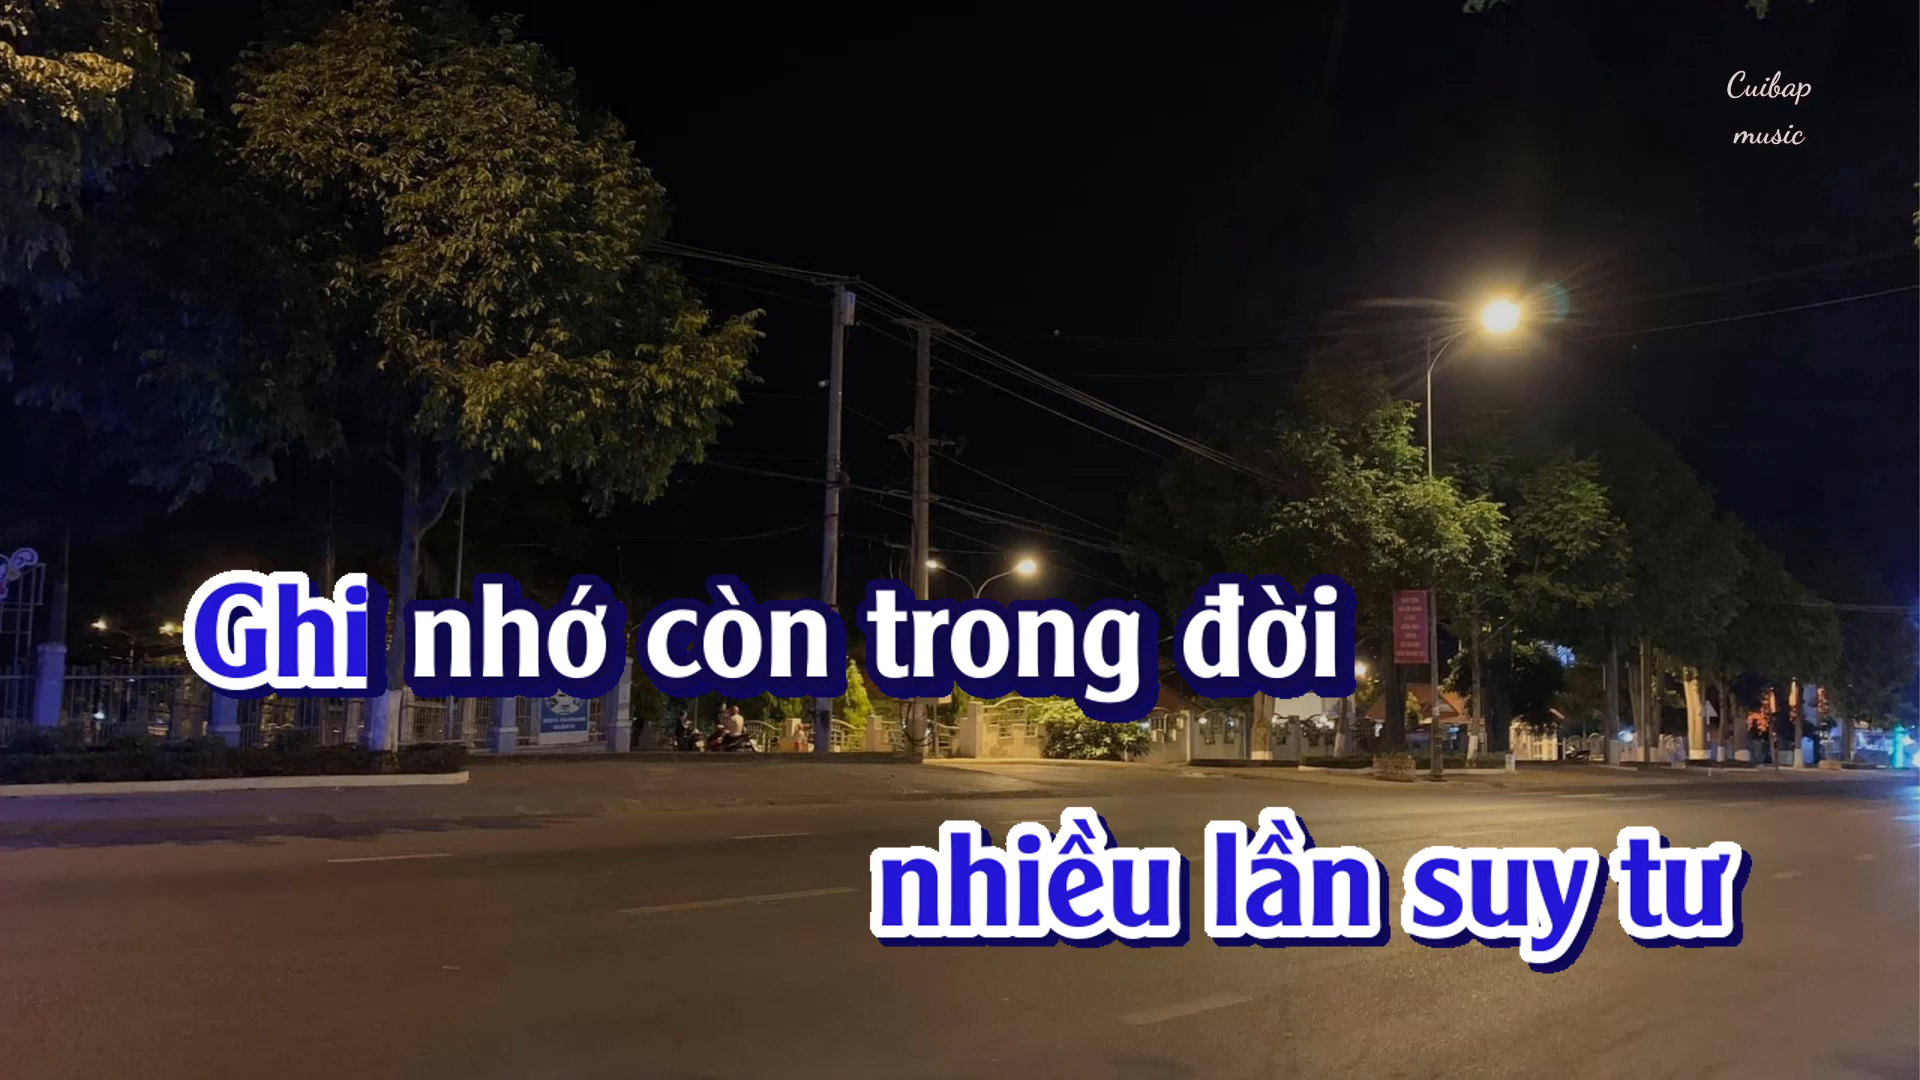 Cuibap
music
Ghi nhớ còn trong đời
nhiều lần suy tư